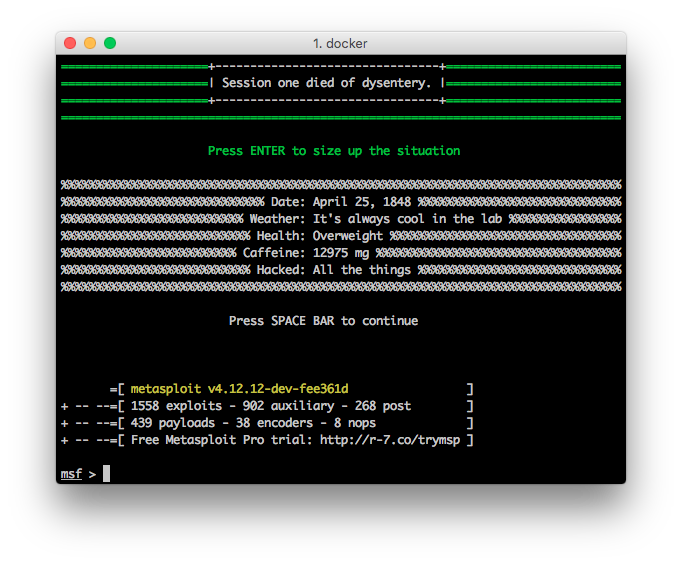 1. docker
==================+--------------------------------+=========================
==================| Session one died of dysentery. |=========================
==================+--------------------------------+=========================
================================================================================
Press ENTER to size up the situation
%%%%%%%%%%%%%%%%%%%%%%%%%%%%%%%%%%%%%%%%%%%%%%%%%%%%%%%%%%%%%%%%%%%%%%%%%%%%%%%%%%
%%%%%%%%%%%%%%%%%%%%%%%%%%%%% Date: April 25, 1848 %%%%%%%%%%%%%%%%%%%%%%%%%%%%%
%%%%%%%%%%%%%%%%%%%%%%%%%% Weather: It's always cool in the lab %%%%%%%%%%%%%%%%
%%%%%%%%%%%%%%%%%%%%%%%%%%% Health: Overweight %%%%%%%%%%%%%%%%%%%%%%%%%%%%%%%%%
%%%%%%%%%%%%%%%%%%%%%%%%% Caffeine: 12975 mg %%%%%%%%%%%%%%%%%%%%%%%%%%%%%%%%%%%
%%%%%%%%%%%%%%%%%%%%%%%%%%% Hacked: All the things %%%%%%%%%%%%%%%%%%%%%%%%%%%%%
%%%%%%%%%%%%%%%%%%%%%%%%%%%%%%%%%%%%%%%%%%%%%%%%%%%%%%%%%%%%%%%%%%%%%%%%%%%%%%%%%%
Press SPACE BAR to continue
=[ metasploit v4.12.12-dev-fee361d ]
+ -- --=[ 1558 exploits - 902 auxiliary - 268 post ]
+ -- --=[ 439 payloads - 38 encoders - 8 nops ]
+ -- --=[ Free Metasploit Pro trial: http://r-7.co/trymsp ]
msf >